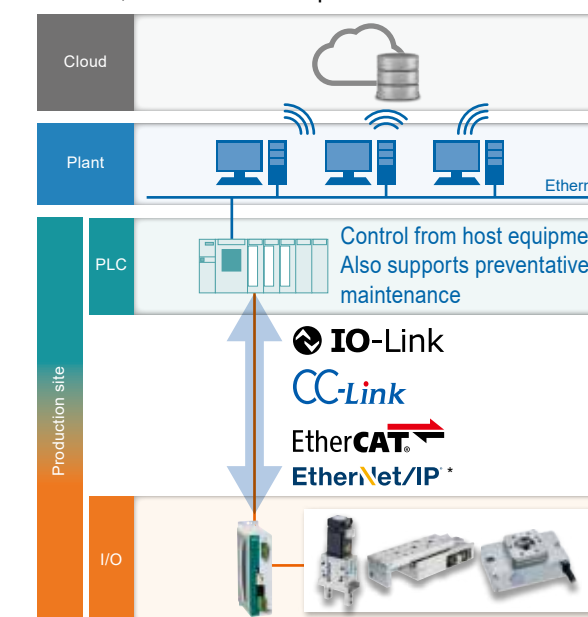 Cloud
Plant
PLC
Control from host equipme
Also supports preventative
maintenance
IO-Link
CC-Link
EtherCAT®
EtherNet/IP *
Production site
I/O